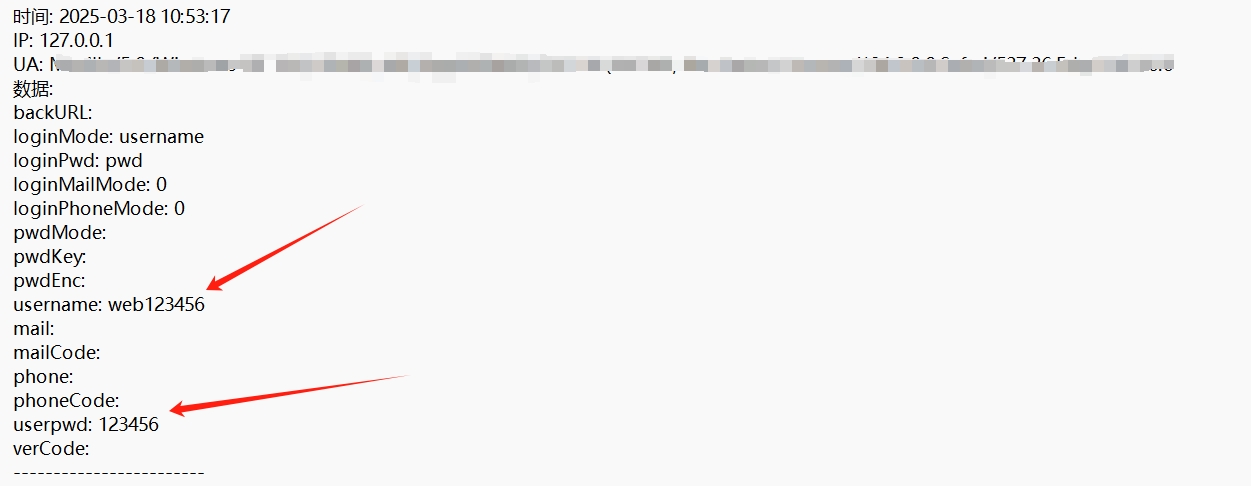 时间: 2025-03-18 10:53:17
IP: 127.0.0.1
UA:
数据:
backURL:
loginMode: username
loginPwd: pwd
loginMailMode: 0
loginPhoneMode: 0
pwdMode:
pwdKey:
pwdEnc:
username: web123456
mail:
mailCode:
phone:
phoneCode:
userpwd: 123456
verCode:
------------------------